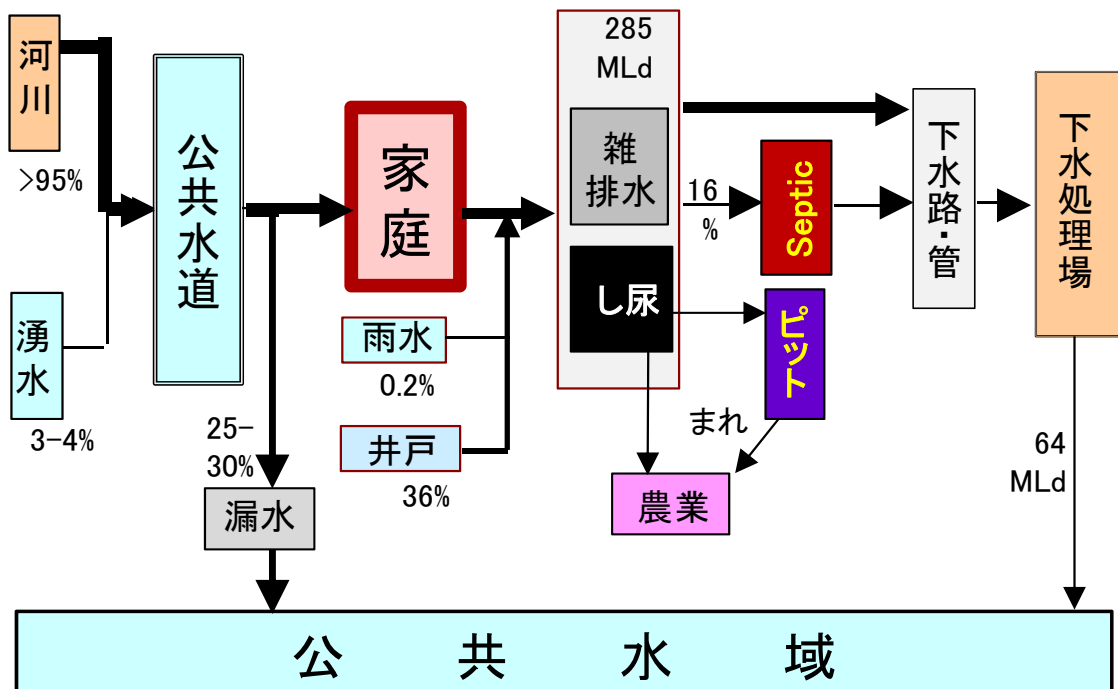 河川
>95%
湧水
3-4%
公共水道
25-
30%
漏水
家庭
雨水
0.2%
井戸
36%
285
MLd
雑
排水
し尿
16
%
Septic
ピット
まれ
農業
下水路・管
下水処理場
64
MLd
公共水域